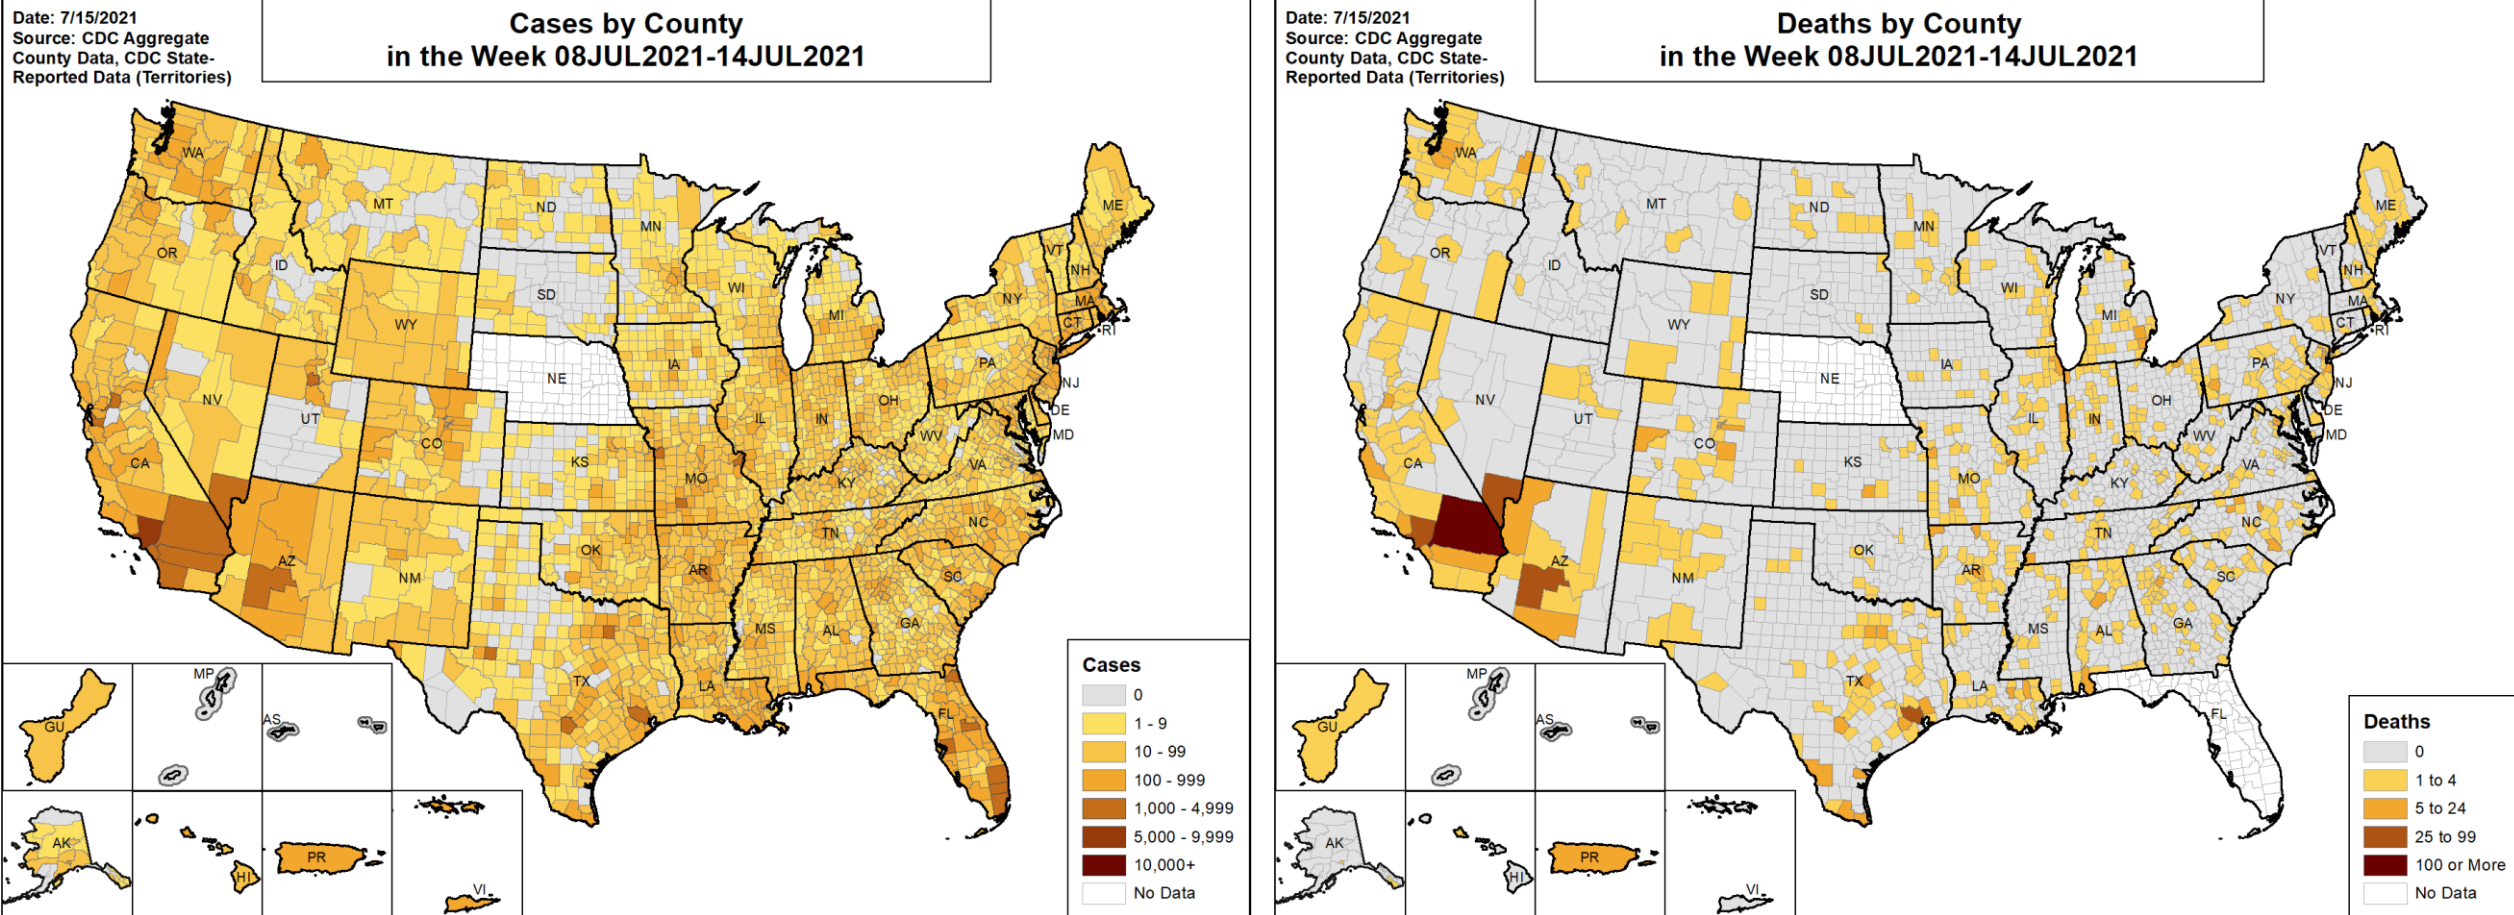 Date: 7/15/2021
Source: CDC Aggregate
County Data, CDC State-
Reported Data (Territories)
Cases by County
in the Week 08JUL2021-14JUL2021
WA
MT
ND
MN
ME
OR
ID
SD
WI
VT
NH
NY
MA
CT
RI
MI
WY
IA
PA
NE
NJ
NV
UT
CO
IL
IN
OH
DE
MD
WV
VA
CA
KS
MO
KY
NC
TN
AZ
NM
OK
AR
SC
MS
AL
GA
TX
LA
FL
GU
MP
AS
AK
HI
PR
VI
Cases
0
1 - 9
10 - 99
100 - 999
1,000 - 4,999
5,000 - 9,999
10,000+
No Data
Date: 7/15/2021
Source: CDC Aggregate
County Data, CDC State-
Reported Data (Territories)
Deaths by County
in the Week 08JUL2021-14JUL2021
WA
MT
ND
MN
ME
OR
ID
SD
WI
VT
NH
NY
MA
CT
RI
MI
WY
IA
PA
NE
NJ
NV
UT
CO
IL
IN
OH
DE
MD
WV
VA
CA
KS
MO
KY
NC
TN
AZ
NM
OK
AR
SC
MS
AL
GA
TX
LA
FL
GU
MP
AS
AK
HI
PR
VI
Deaths
0
1 to 4
5 to 24
25 to 99
100 or More
No Data